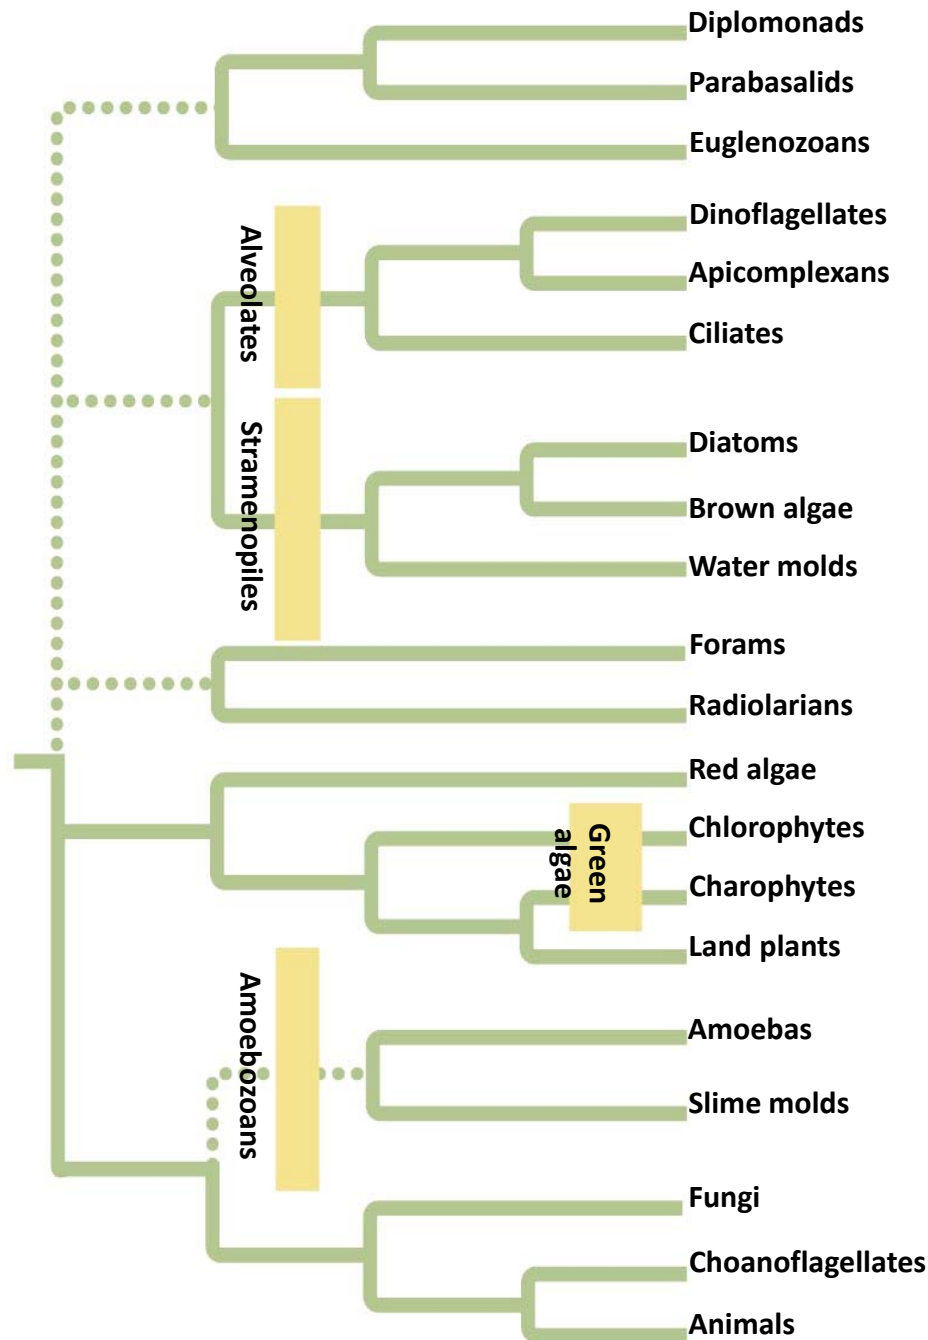 Diplomonads
Parabasalids
Euglenozoans
Alveolates
Dinoflagellates
Apicomplexans
Ciliates
Stramenopiles
Diatoms
Brown algae
Water molds
Forams
Radiolarians
Red algae
Green
algae
Chlorophytes
Charophytes
Land plants
Amoebozoans
Amoebas
Slime molds
Fungi
Choanoflagellates
Animals